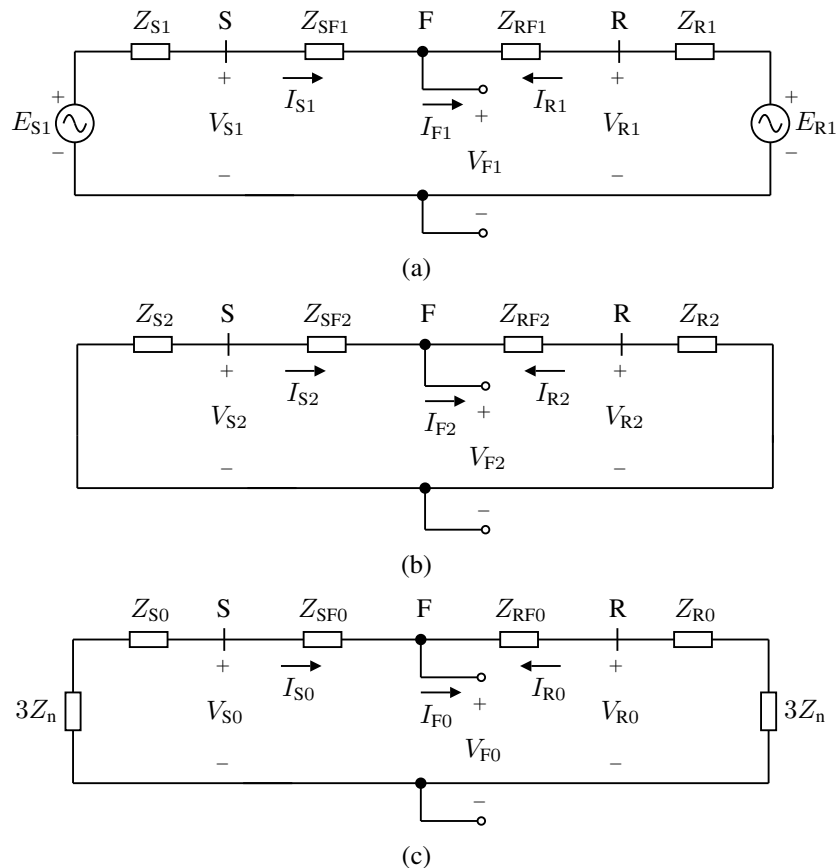 Z_S1 S Z_SF1 F Z_RF1 R Z_R1
+ + I_S1 I_R1 + +
E_S1 V_S1 I_F1 + V_R1 E_R1
− V_F1 −
− −
−
(a)
Z_S2 S Z_SF2 F Z_RF2 R Z_R2
+ I_S2 I_R2 +
V_S2 I_F2 + V_R2
V_F2
− −
−
(b)
Z_S0 S Z_SF0 F Z_RF0 R Z_R0
+ I_S0 I_R0 +
3Z_n V_S0 I_F0 + V_R0 3Z_n
V_F0
− −
−
(c)